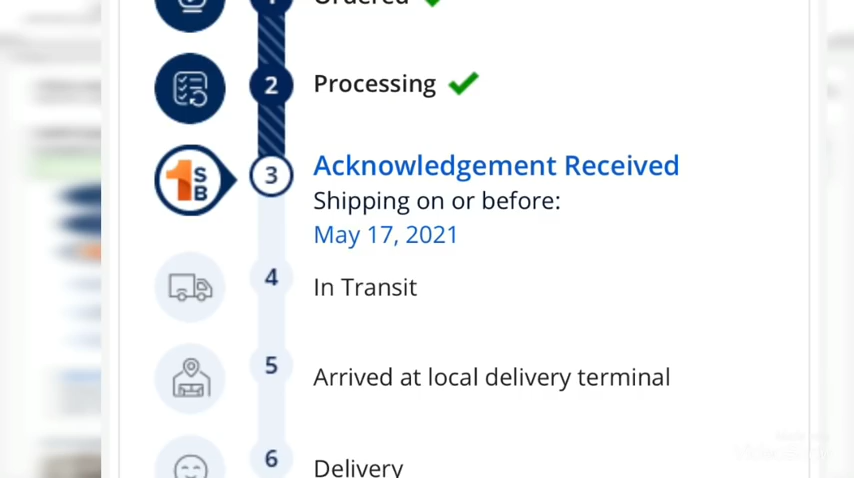 Ordered
2
Processing
1SB
3
Acknowledgement Received
Shipping on or before:
May 17, 2021
4
In Transit
5
Arrived at local delivery terminal
6
Delivery